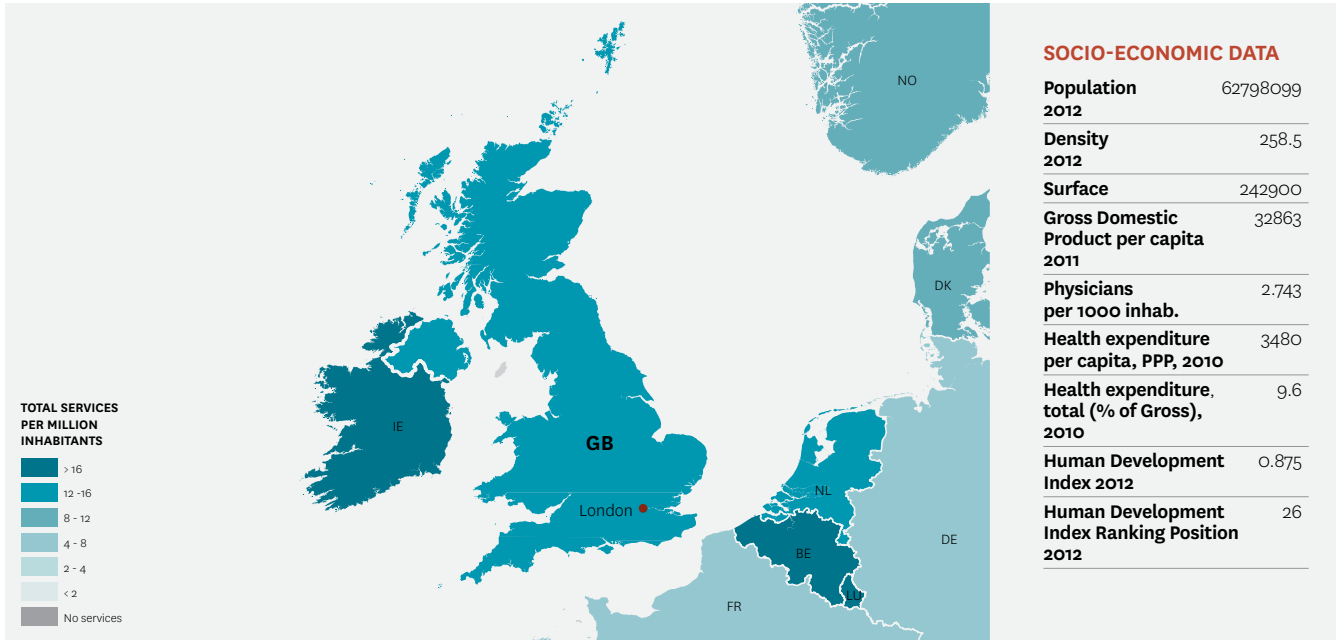 NO
DK
IE
GB
London
NL
BE
LU
DE
FR
TOTAL SERVICES
PER MILLION
INHABITANTS
> 16
12 -16
8 - 12
4 - 8
2 - 4
< 2
No services
SOCIO-ECONOMIC DATA
Population 62798099
2012
Density 258.5
2012
Surface 242900
Gross Domestic 32863
Product per capita
2011
Physicians 2.743
per 1000 inhab.
Health expenditure 3480
per capita, PPP, 2010
Health expenditure, 9.6
total (% of Gross),
2010
Human Development 0.875
Index 2012
Human Development 26
Index Ranking Position
2012